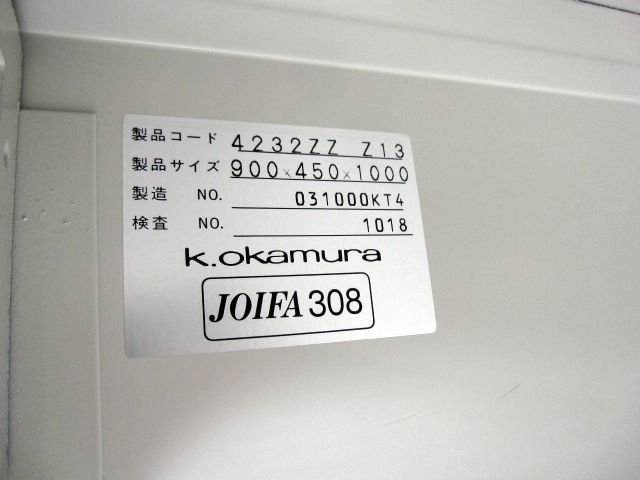 製品コード 4232ZZ Z13
製品サイズ 900×450×1000
製造 NO. 031000KT4
検査 NO. 1018
k.okamura
JOIFA 308